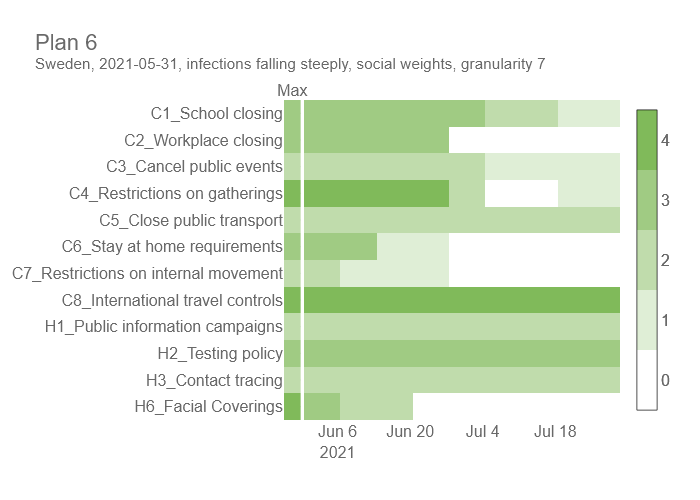 Plan 6
Sweden, 2021-05-31, infections falling steeply, social weights, granularity 7
Max
C1_School closing
C2_Workplace closing
C3_Cancel public events
C4_Restrictions on gatherings
C5_Close public transport
C6_Stay at home requirements
C7_Restrictions on internal movement
C8_International travel controls
H1_Public information campaigns
H2_Testing policy
H3_Contact tracing
H6_Facial Coverings
Jun 6 Jun 20 Jul 4 Jul 18
2021
4
3
2
1
0